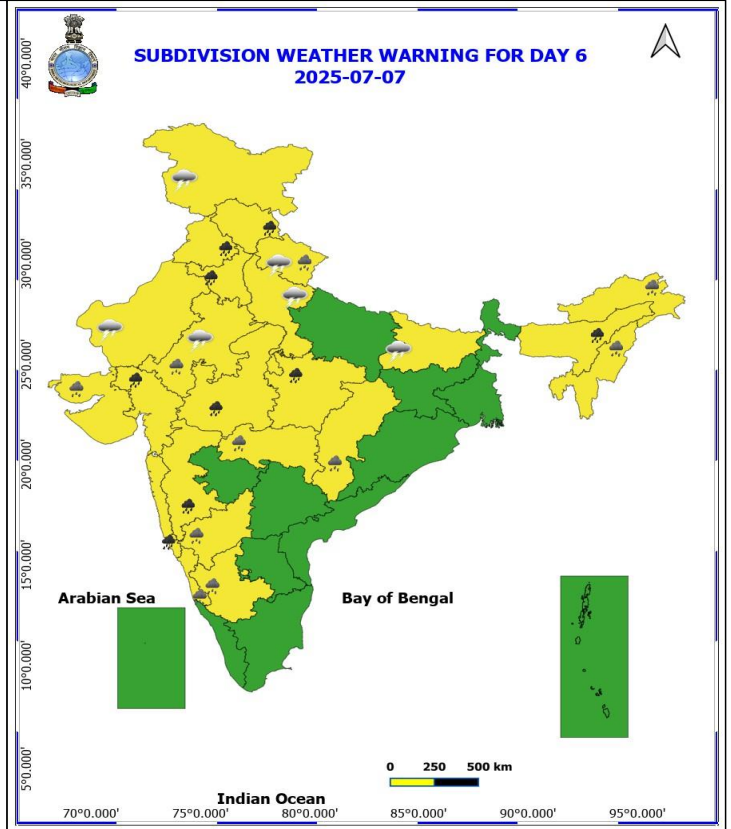 SUBDIVISION WEATHER WARNING FOR DAY 6
2025-07-07
40°0.000'
35°0.000'
30°0.000'
25°0.000'
20°0.000'
15°0.000'
10°0.000'
5°0.000'
Arabian Sea
Bay of Bengal
0 250 500 km
Indian Ocean
70°0.000' 75°0.000' 80°0.000' 85°0.000' 90°0.000' 95°0.000'